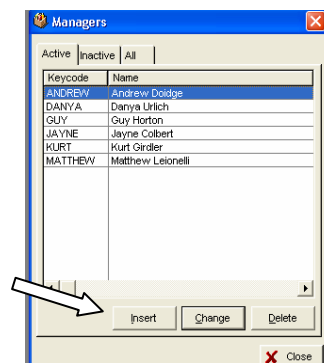 Managers
Active Inactive All
Keycode Name
ANDREW Andrew Doidge
DANYA Danya Urlich
GUY Guy Horton
JAYNE Jayne Colbert
KURT Kurt Girdler
MATTHEW Matthew Leionelli
Insert Change Delete
Close